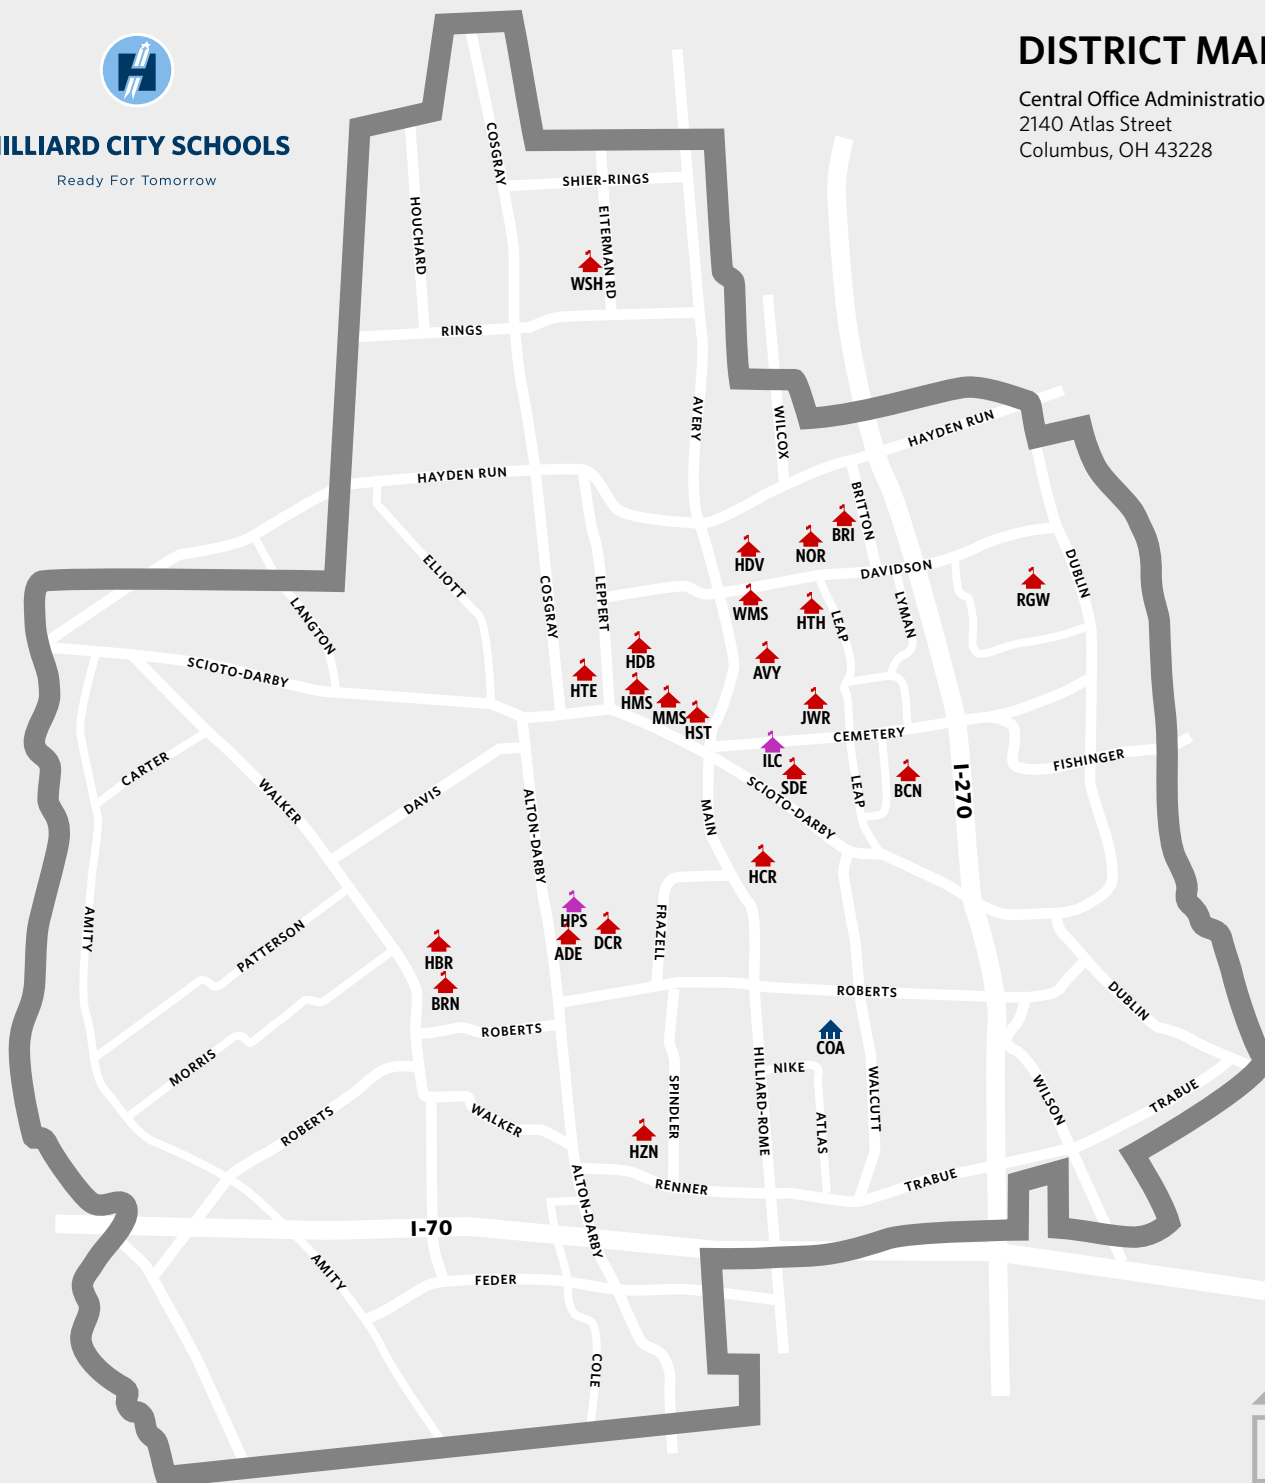 H
DISTRICT MA
Central Office Administratio
2140 Atlas Street
Columbus, OH 43228
ILLIARD CITY SCHOOLS
Ready For Tomorrow
COSGRAY
SHIER-RINGS
HOUCHARD
EITERMAN RD
WSH
RINGS
AVERY
WILCOX
HAYDEN RUN
HAYDEN RUN
BRITTON
BRI
NOR
HDV
DAVIDSON
DUBLIN
ELLIOTT
COSGRAY
LEPPERT
RGW
WMS
HTH
LEAP
LYMAN
LANGTON
HDB
AVY
SCIOTO-DARBY
HTE
HMS
MMS
HST
JWR
CEMETERY
ILC
SDE
BCN
FISHINGER
CARTER
WALKER
DAVIS
ALTON-DARBY
MAIN
SCIOTO-DARBY
LEAP
I-270
HCR
AMITY
PATTERSON
HPS
ADE
DCR
FRAZELL
HBR
BRN
ROBERTS
DUBLIN
ROBERTS
COA
MORRIS
NIKE
HILLIARD-ROME
WALCUTT
SPINDLER
ATLAS
WILSON
TRABUE
ROBERTS
WALKER
HZN
RENNER
TRABUE
ALTON-DARBY
I-70
AMITY
FEDER
COLE